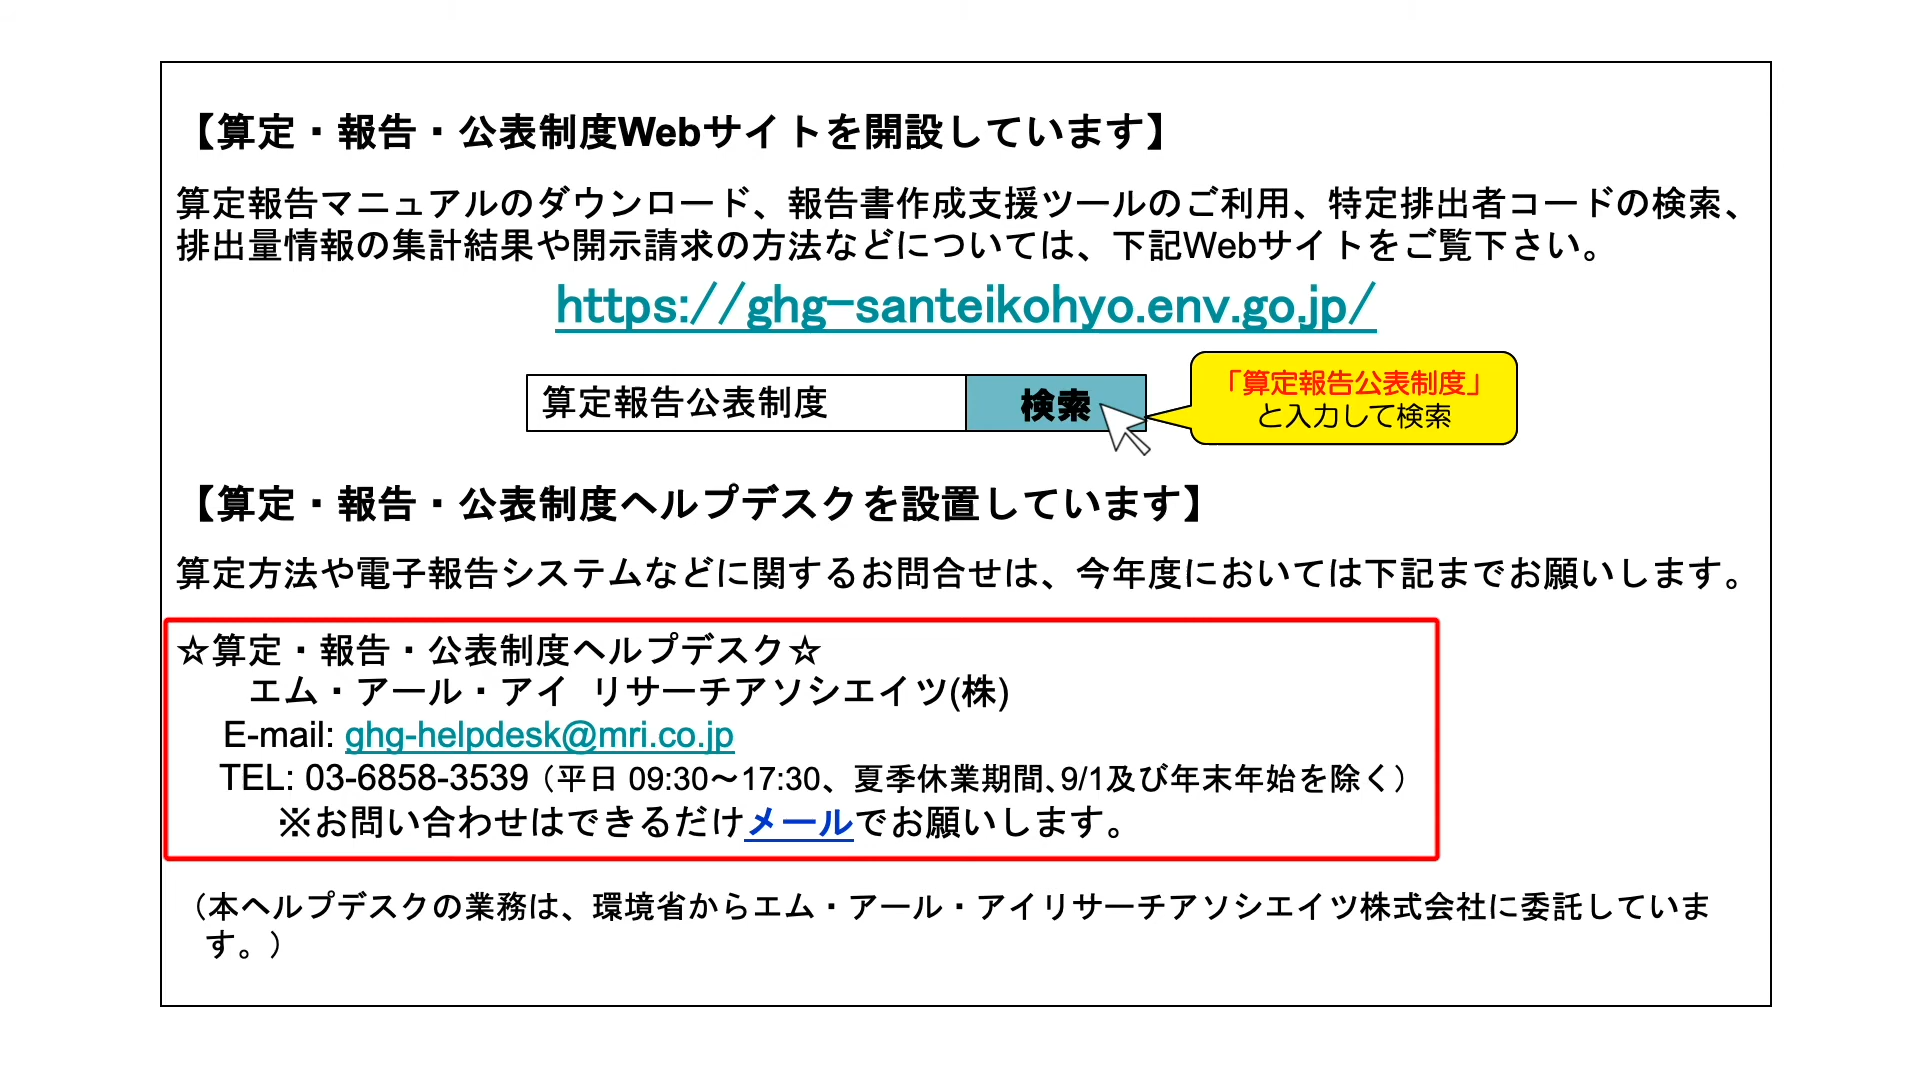 【算定・報告・公表制度Webサイトを開設しています】
算定報告マニュアルのダウンロード、報告書作成支援ツールのご利用、特定排出者コードの検索、
排出量情報の集計結果や開示請求の方法などについては、下記Webサイトをご覧下さい。
https://ghg-santeikohyo.env.go.jp/
算定報告公表制度 検索
「算定報告公表制度」
と入力して検索
【算定・報告・公表制度ヘルプデスクを設置しています】
算定方法や電子報告システムなどに関するお問合せは、今年度においては下記までお願いします。
☆算定・報告・公表制度ヘルプデスク☆
エム・アール・アイ リサーチアソシエイツ(株)
E-mail: ghg-helpdesk@mri.co.jp
TEL: 03-6858-3539（平日 09:30～17:30、夏季休業期間、9/1及び年末年始を除く）
※お問い合わせはできるだけメールでお願いします。
（本ヘルプデスクの業務は、環境省からエム・アール・アイリサーチアソシエイツ株式会社に委託していま
す。）